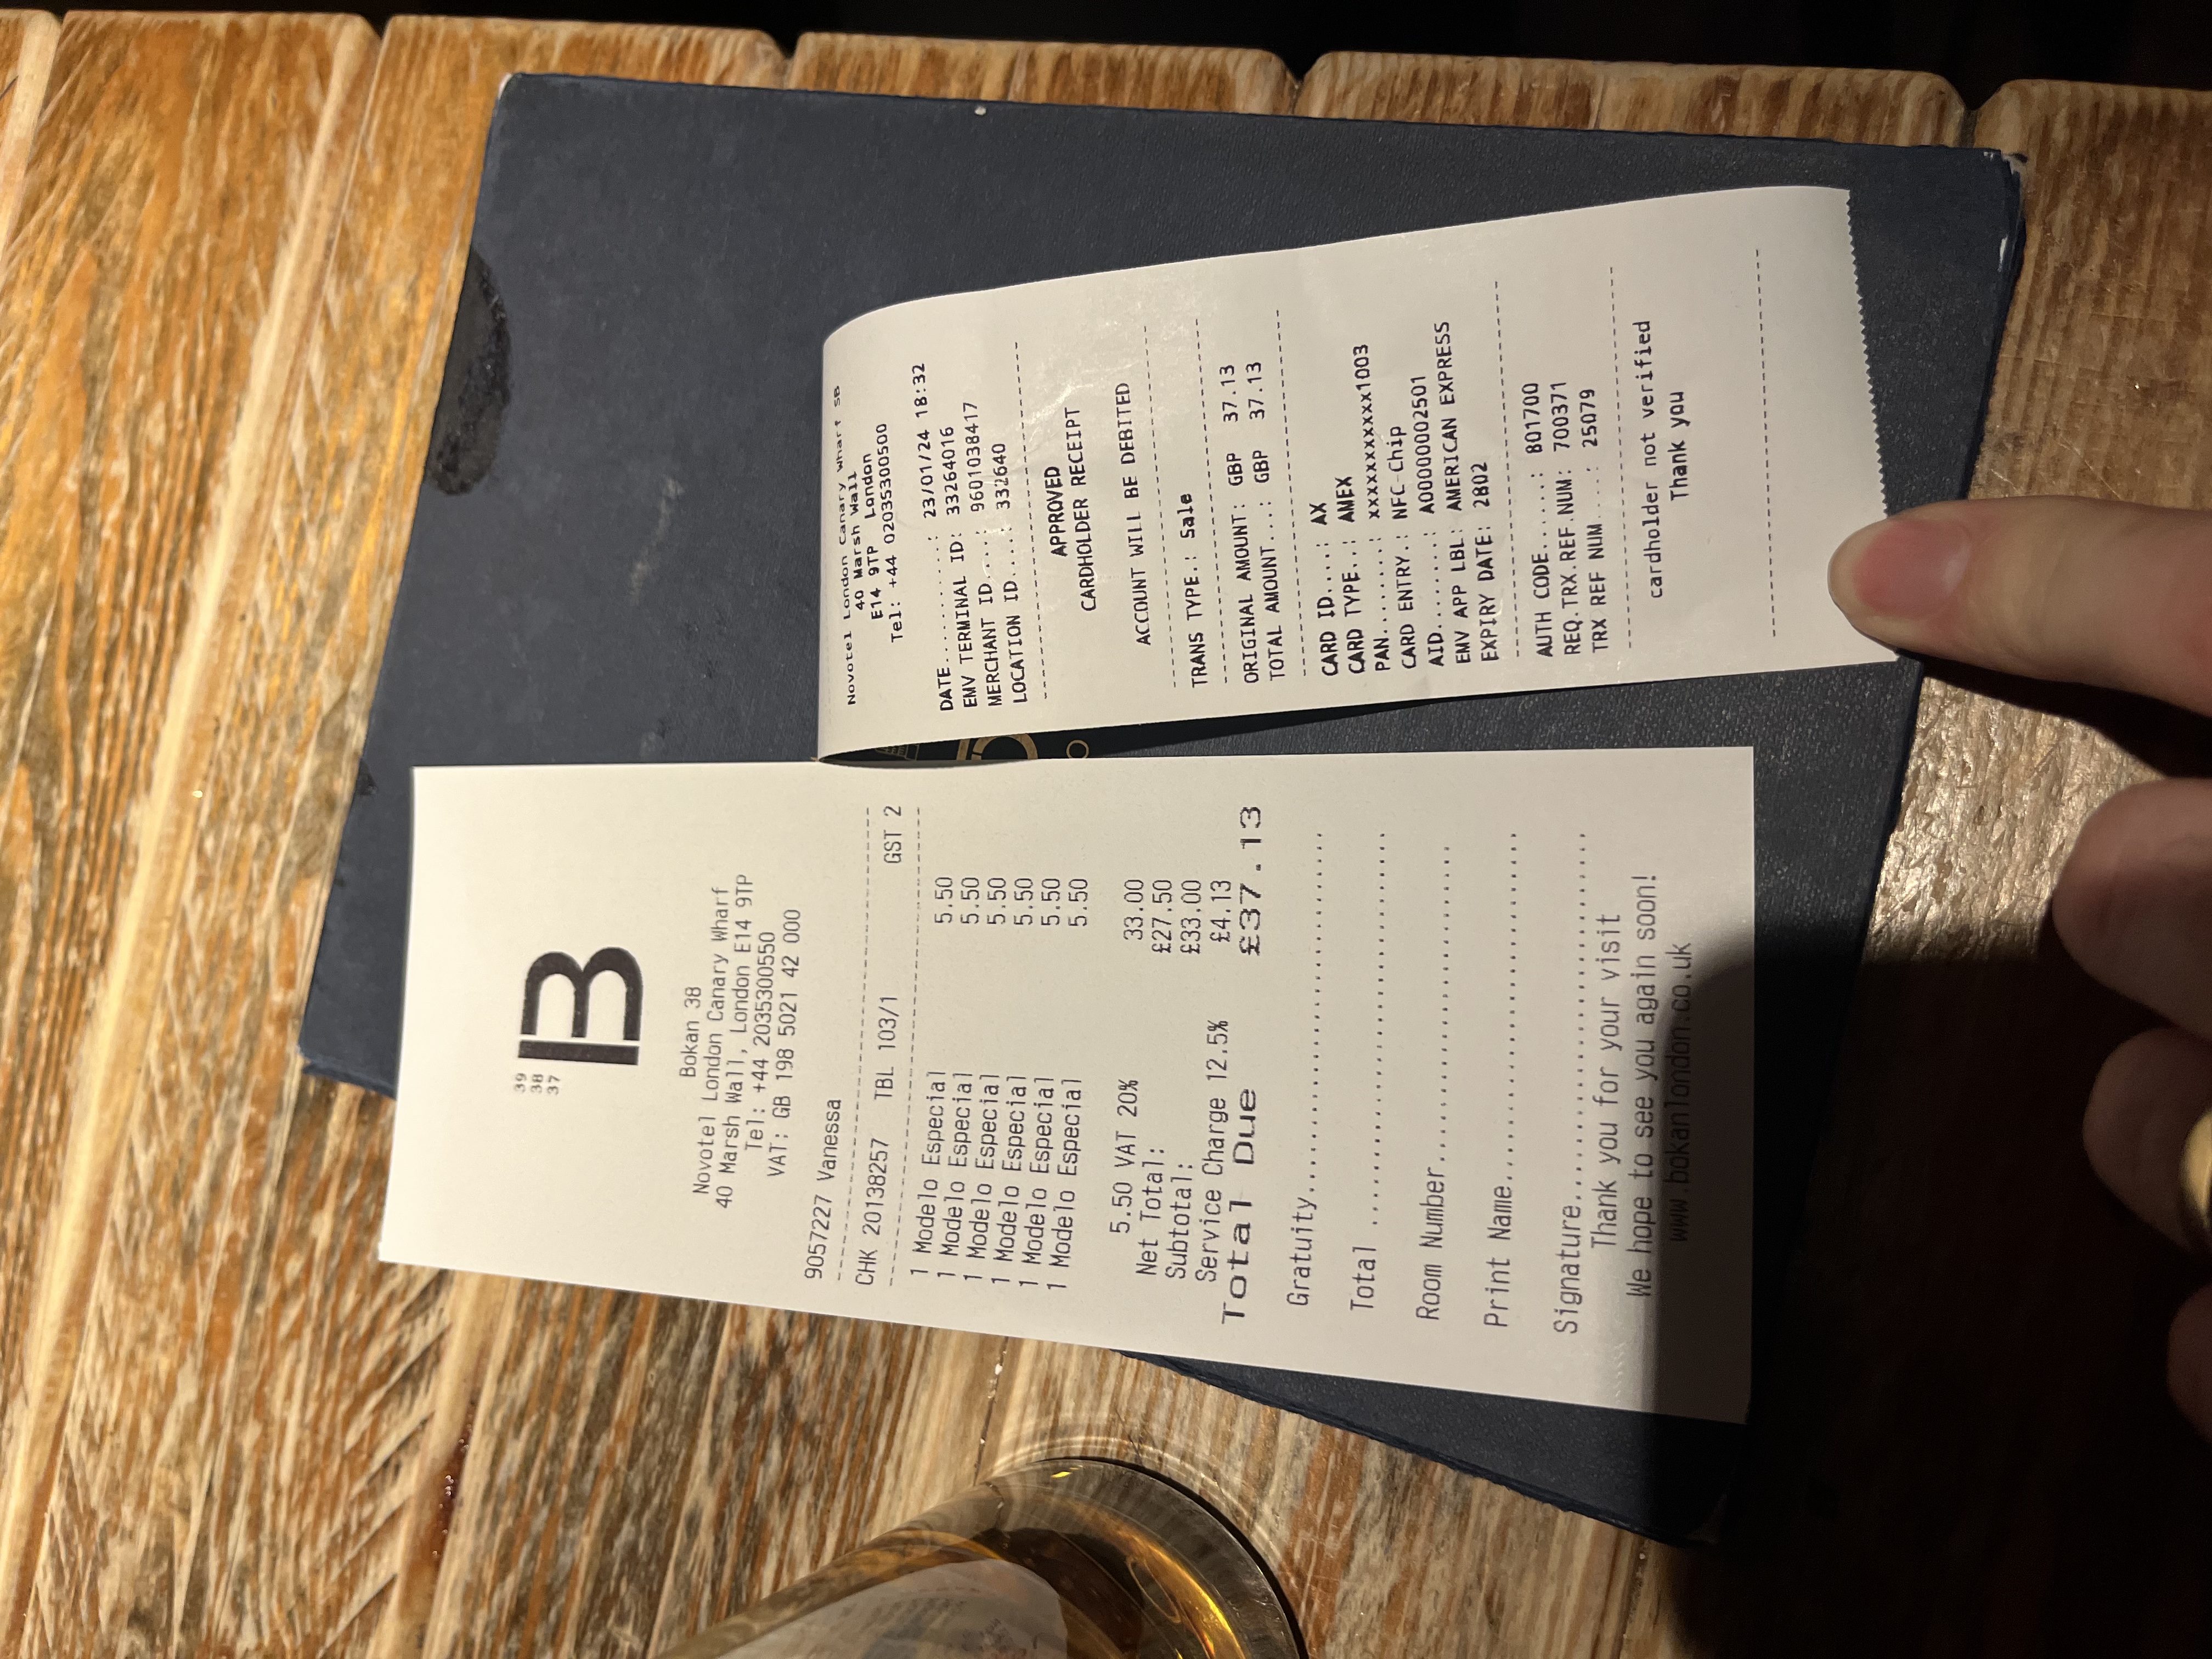 39
38
37
B
Bokan 38
Novotel London Canary Wharf
40 Marsh Wall, London E14 9TP
Tel: +44 2035300550
VAT: GB 198 5021 42 000
9057227 Vanessa
CHK 20138257 TBL 103/1 GST 2
1 Modelo Especial 5.50
1 Modelo Especial 5.50
1 Modelo Especial 5.50
1 Modelo Especial 5.50
1 Modelo Especial 5.50
1 Modelo Especial 5.50
5.50 VAT 20% 33.00
Net Total: £27.50
Subtotal: £33.00
Service Charge 12.5% £4.13
Total Due £37.13
Gratuity...............................
Total ...............................
Room Number.........................
Print Name..........................
Signature...........................
Thank you for your visit
We hope to see you again soon!
www.bokanlondon.co.uk
Novotel London Canary Wharf SB
40 Marsh Wall
E14 9TP London
Tel: +44 02035300500
DATE..........: 23/01/24 18:32
EMV TERMINAL ID: 33264016
MERCHANT ID....: 9601038417
LOCATION ID....: 332640
APPROVED
CARDHOLDER RECEIPT
ACCOUNT WILL BE DEBITED
TRANS TYPE.: Sale
ORIGINAL AMOUNT: GBP 37.13
TOTAL AMOUNT...: GBP 37.13
CARD ID....: AX
CARD TYPE..: AMEX
PAN........: xxxxxxxxxxx1003
CARD ENTRY.: NFC-Chip
AID........: A00000002501
EMV APP LBL: AMERICAN EXPRESS
EXPIRY DATE: 2802
AUTH CODE......: 801700
REQ.TRX.REF.NUM: 700371
TRX REF NUM....: 25079
cardholder not verified
Thank you